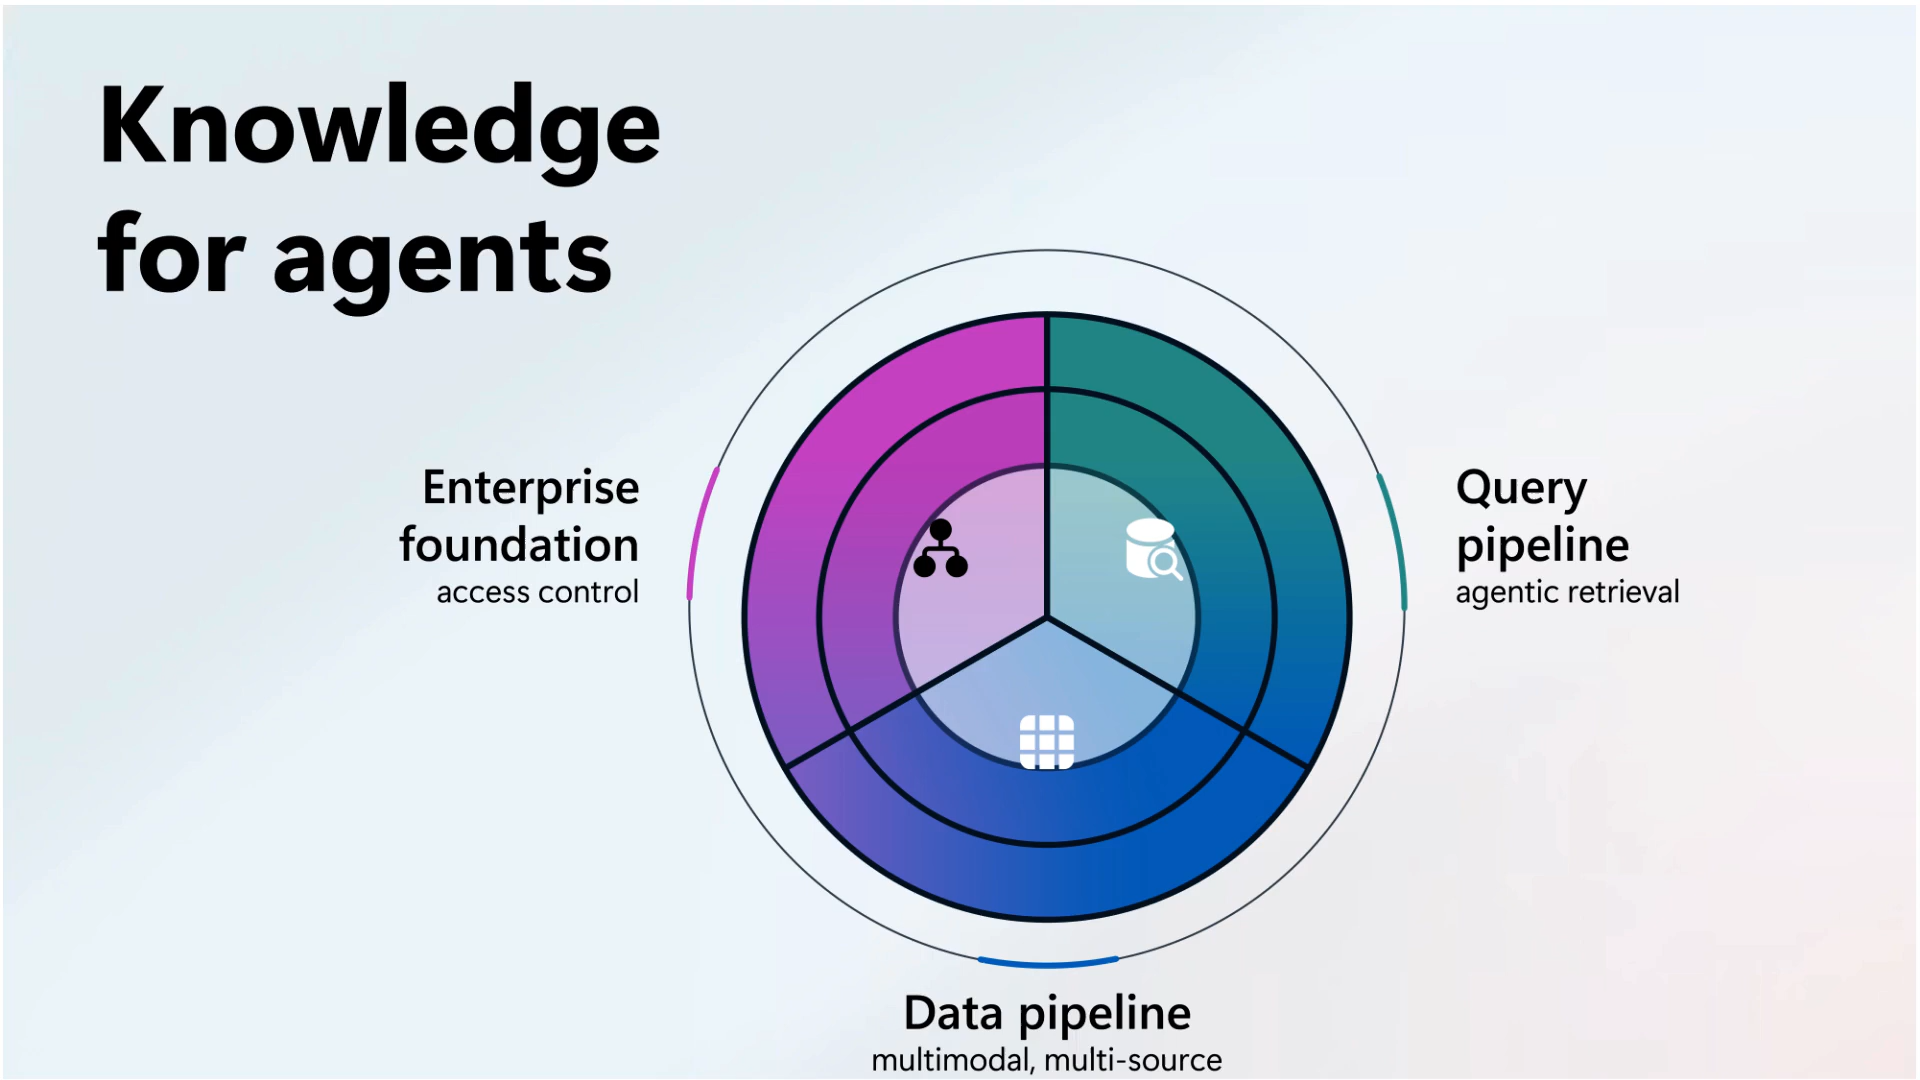 Knowledge
for agents
Enterprise
foundation
access control
Query
pipeline
agentic retrieval
Data pipeline
multimodal, multi-source